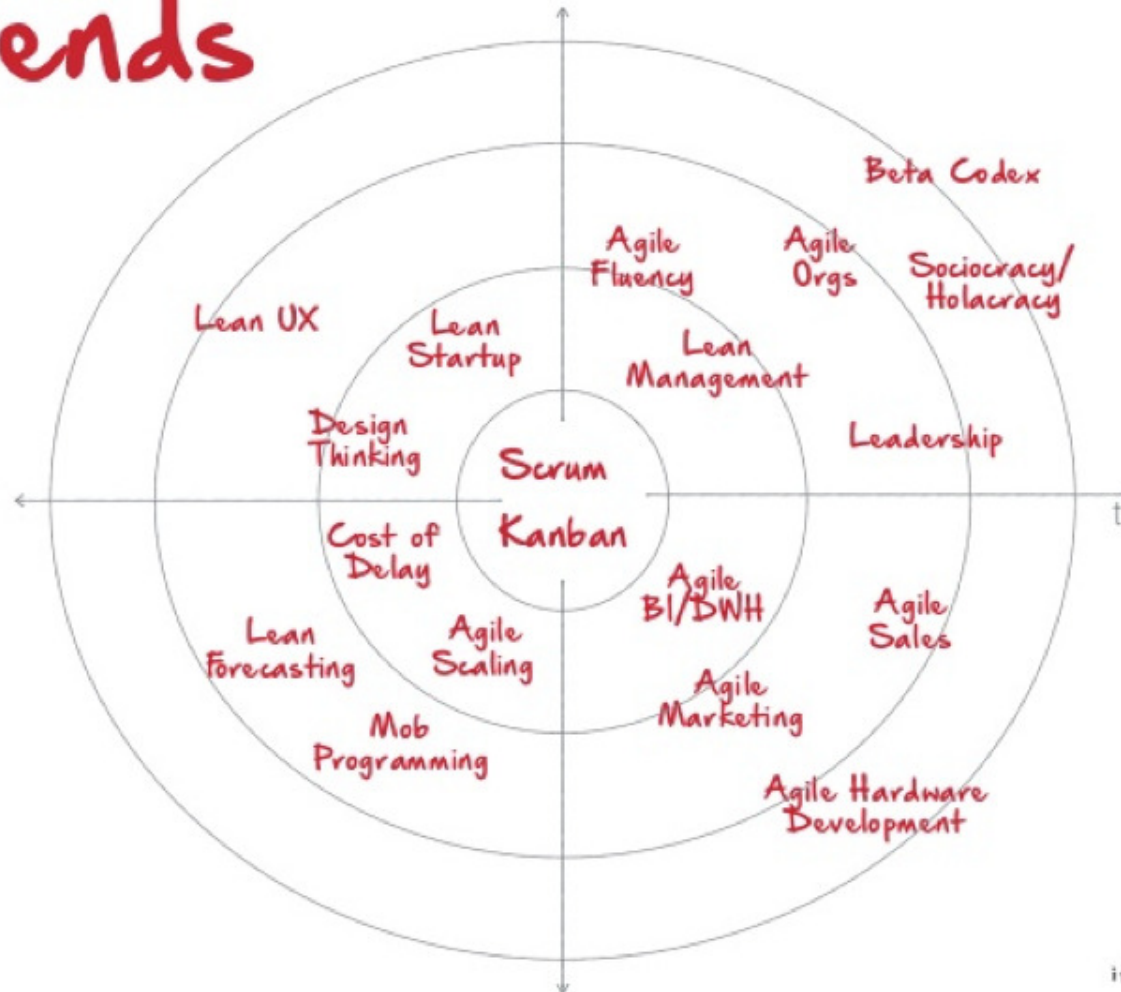 ends
Beta Codex
Agile
Fluency
Agile
Orgs
Sociocracy/
Holacracy
Lean UX
Lean
Startup
Lean
Management
Design
Thinking
Leadership
Scrum
Kanban
t
Cost of
Delay
Agile
BI/DWH
Agile
Sales
Lean
Forecasting
Agile
Scaling
Agile
Marketing
Mob
Programming
Agile Hardware
Development